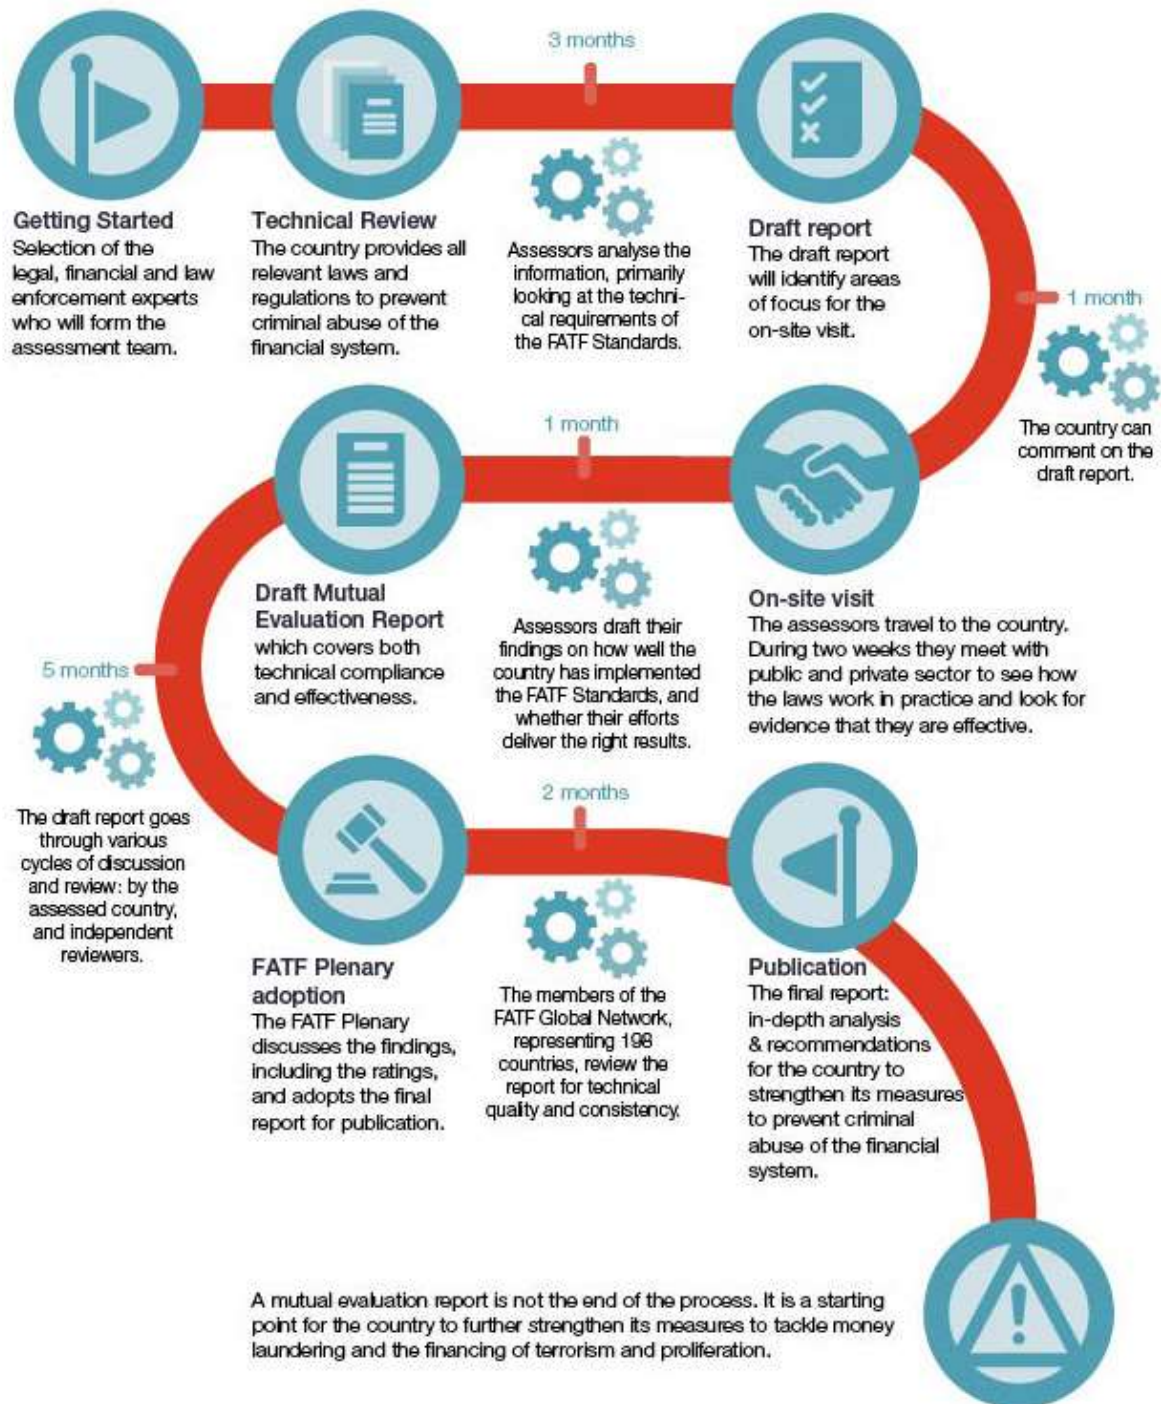 Getting Started
Selection of the
legal, financial and law
enforcement experts
who will form the
assessment team.
Technical Review
The country provides all
relevant laws and
regulations to prevent
criminal abuse of the
financial system.
3 months
Assessors analyse the
information, primarily
looking at the techni-
cal requirements of
the FATF Standards.
Draft report
The draft report
will identify areas
of focus for the
on-site visit.
1 month
The country can
comment on the
draft report.
On-site visit
The assessors travel to the country.
During two weeks they meet with
public and private sector to see how
the laws work in practice and look for
evidence that they are effective.
1 month
Assessors draft their
findings on how well the
country has implemented
the FATF Standards, and
whether their efforts
deliver the right results.
Draft Mutual
Evaluation Report
which covers both
technical compliance
and effectiveness.
5 months
The draft report goes
through various
cycles of discussion
and review: by the
assessed country,
and independent
reviewers.
FATF Plenary
adoption
The FATF Plenary
discusses the findings,
including the ratings,
and adopts the final
report for publication.
2 months
The members of the
FATF Global Network,
representing 198
countries, review the
report for technical
quality and consistency.
Publication
The final report:
in-depth analysis
& recommendations
for the country to
strengthen its measures
to prevent criminal
abuse of the financial
system.
A mutual evaluation report is not the end of the process. It is a starting
point for the country to further strengthen its measures to tackle money
laundering and the financing of terrorism and proliferation.